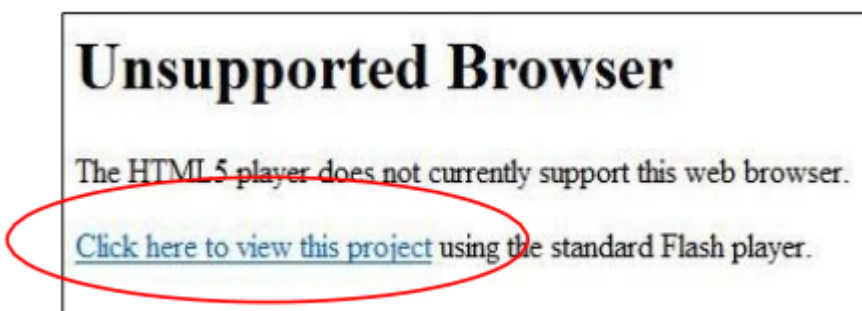 Unsupported Browser
The HTML5 player does not currently support this web browser.
Click here to view this project using the standard Flash player.